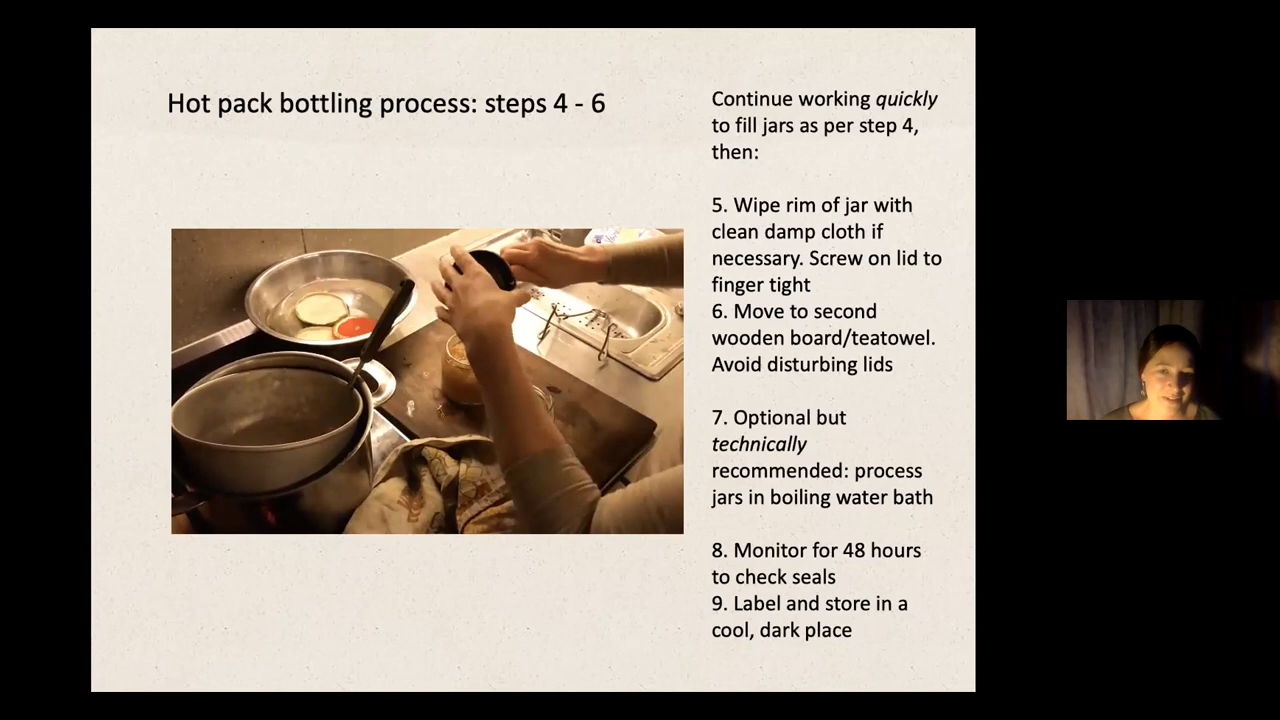 Hot pack bottling process: steps 4 - 6
Continue working quickly
to fill jars as per step 4,
then:
5. Wipe rim of jar with
clean damp cloth if
necessary. Screw on lid to
finger tight
6. Move to second
wooden board/teatowel.
Avoid disturbing lids
7. Optional but
technically
recommended: process
jars in boiling water bath
8. Monitor for 48 hours
to check seals
9. Label and store in a
cool, dark place